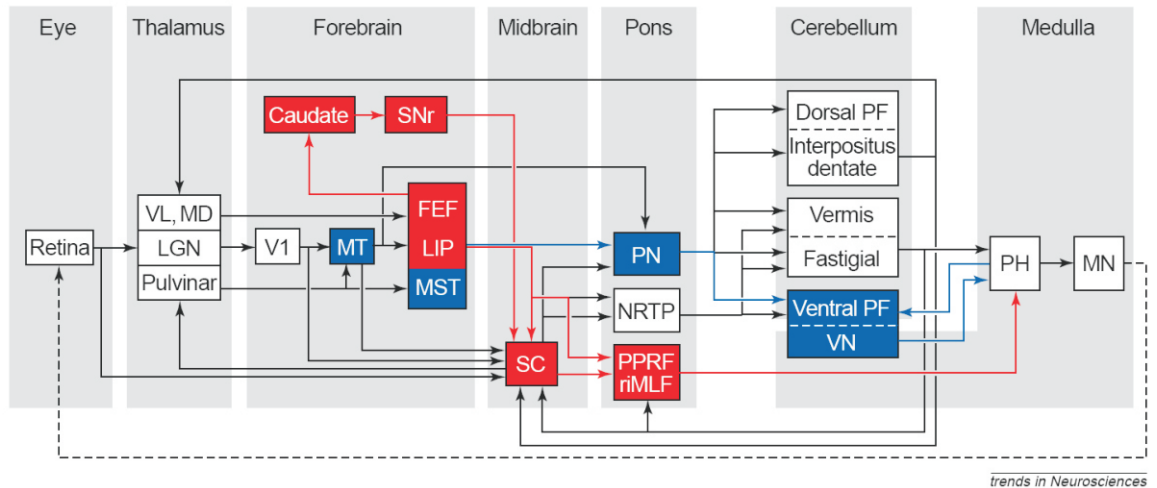 Eye
Thalamus
Forebrain
Midbrain
Pons
Cerebellum
Medulla
Caudate
SNr
Dorsal PF
Interpositus
dentate
VL, MD
LGN
Pulvinar
Retina
V1
MT
FEF
LIP
MST
PN
NRTP
SC
PPRF
riMLF
Vermis
Fastigial
Ventral PF
VN
PH
MN
trends in Neurosciences